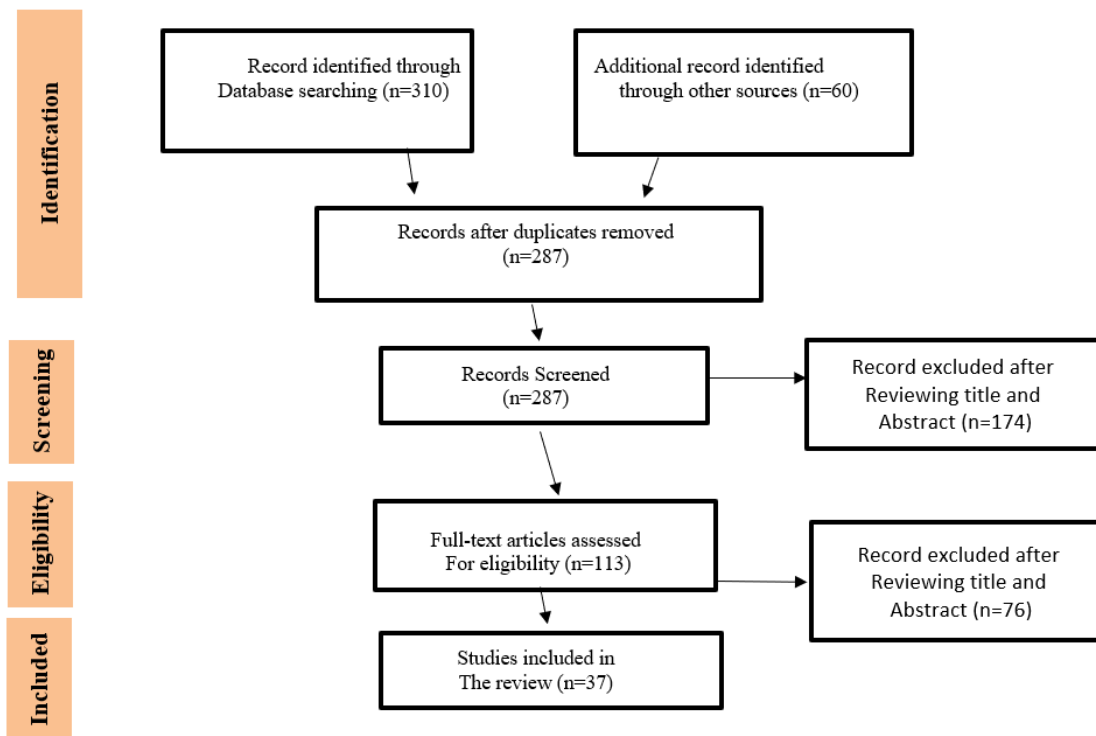 Identification
Record identified through
Database searching (n=310)
Additional record identified
through other sources (n=60)
Records after duplicates removed
(n=287)
Screening
Records Screened
(n=287)
Record excluded after
Reviewing title and
Abstract (n=174)
Eligibility
Full-text articles assessed
For eligibility (n=113)
Record excluded after
Reviewing title and
Abstract (n=76)
Included
Studies included in
The review (n=37)